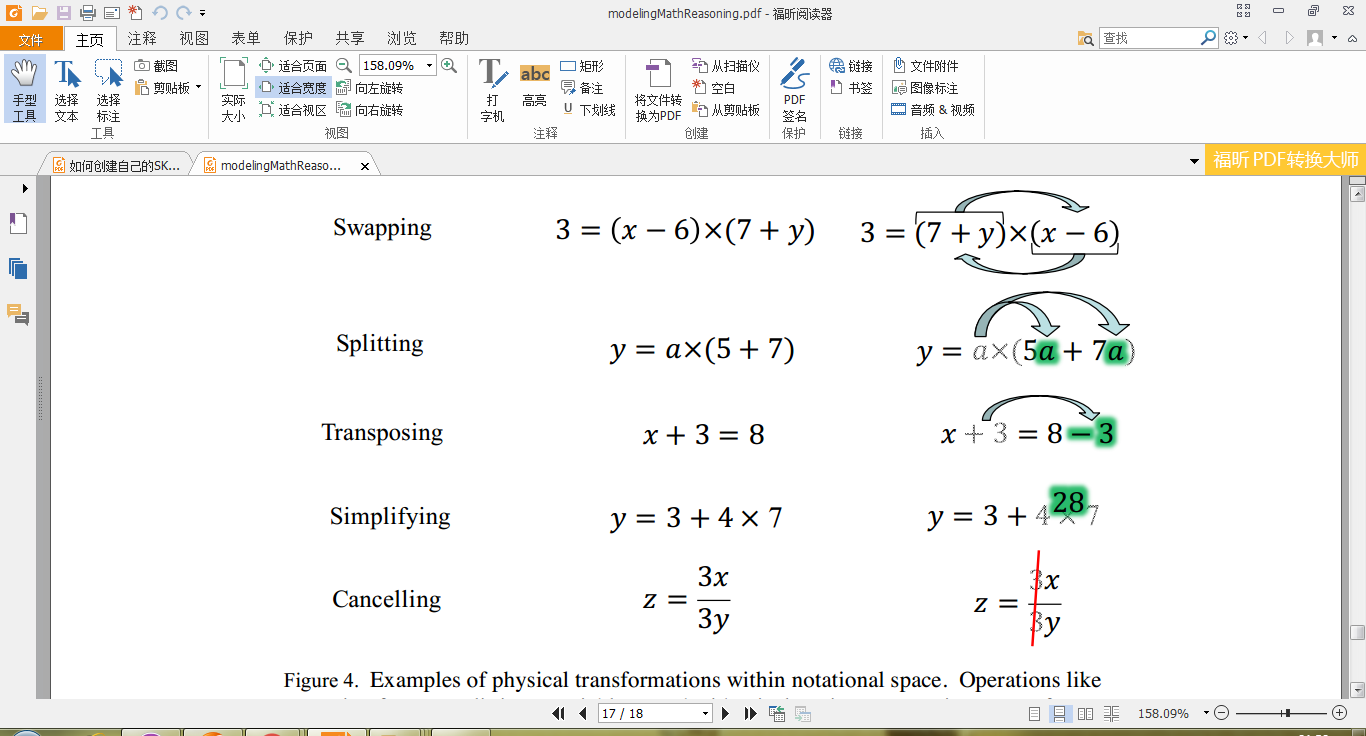 modelingMathReasoning.pdf - 福昕阅读器
文件 主页 注释 视图 表单 保护 共享 浏览 帮助 查找
手型工具
选择文本
选择标注
截图
剪贴板
工具
实际大小
适合页面
适合宽度
适合视区
158.09%
向左旋转
向右旋转
视图
打字机
高亮
矩形
备注
下划线
注释
将文件转换为PDF
从扫描仪
空白
从剪贴板
创建
PDF签名
保护
链接
书签
链接
文件附件
图像标注
音频 & 视频
插入
如何创建自己的SK... modelingMathReaso... 福昕 PDF转换大师
Swapping 3 = (x − 6)×(7 + y) 3 = (7 + y)×(x − 6)
Splitting y = a×(5 + 7) y = a×(5a + 7a)
Transposing x + 3 = 8 x + 3 = 8 − 3
Simplifying y = 3 + 4 × 7 y = 3 + 4 × 7 28
Cancelling z = 3x/3y z = 3x/3y
Figure 4. Examples of physical transformations within notational space. Operations like
17 / 18 158.09%